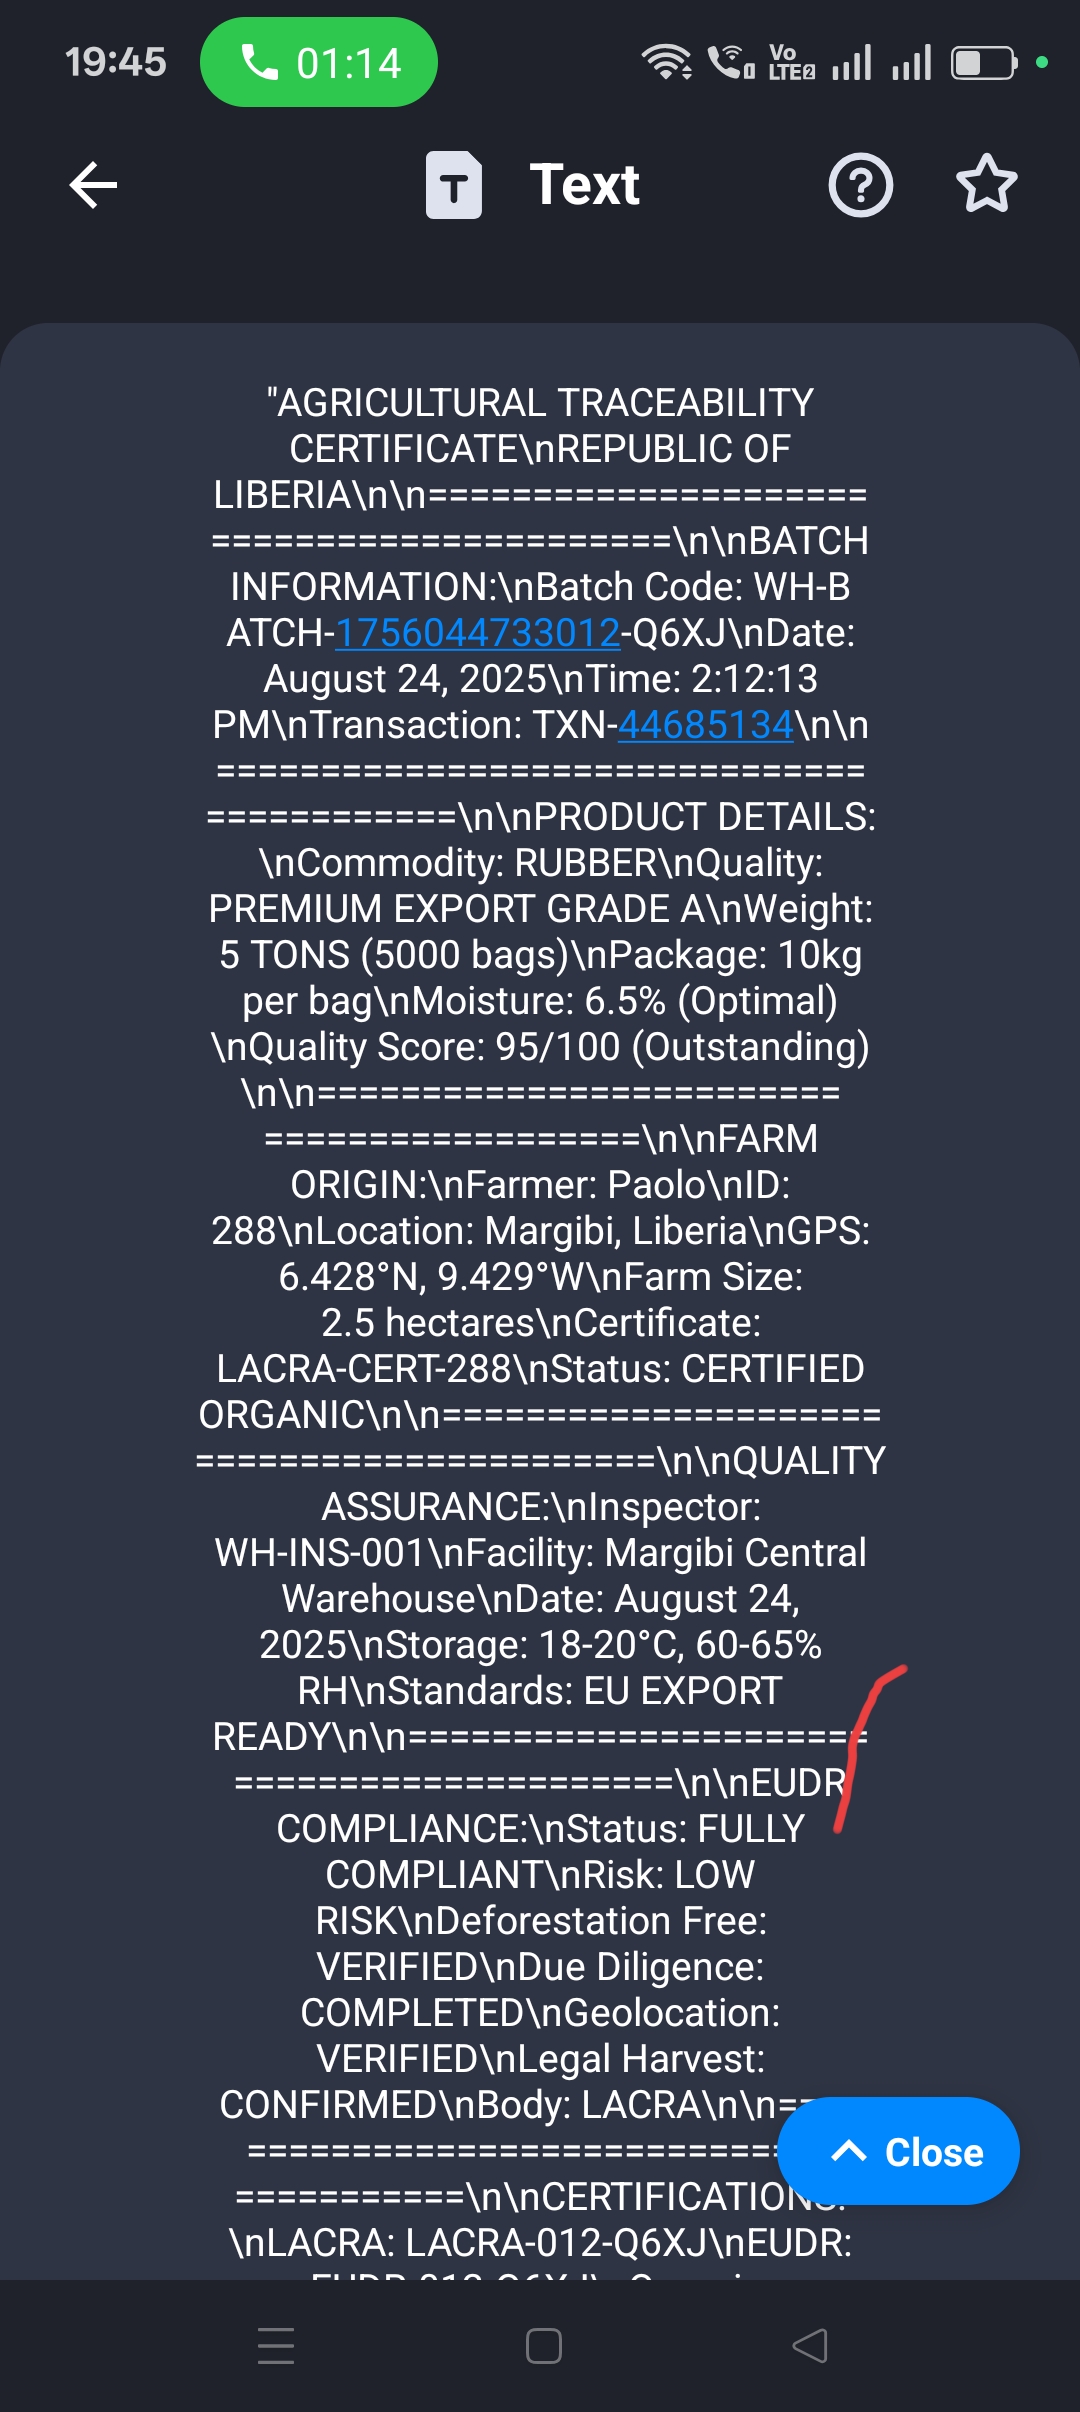 19:45
01:14
Vo
LTE2
Text
"AGRICULTURAL TRACEABILITY
CERTIFICATE\nREPUBLIC OF
LIBERIA\n\n=====================
======================\n\nBATCH
INFORMATION:\nBatch Code: WH-B
ATCH-1756044733012-Q6XJ\nDate:
August 24, 2025\nTime: 2:12:13
PM\nTransaction: TXN-44685134\n\n
===============================
============\n\nPRODUCT DETAILS:
\nCommodity: RUBBER\nQuality:
PREMIUM EXPORT GRADE A\nWeight:
5 TONS (5000 bags)\nPackage: 10kg
per bag\nMoisture: 6.5% (Optimal)
\nQuality Score: 95/100 (Outstanding)
\n\n=========================
==================\n\nFARM
ORIGIN:\nFarmer: Paolo\nID:
288\nLocation: Margibi, Liberia\nGPS:
6.428°N, 9.429°W\nFarm Size:
2.5 hectares\nCertificate:
LACRA-CERT-288\nStatus: CERTIFIED
ORGANIC\n\n=====================
======================\n\nQUALITY
ASSURANCE:\nInspector:
WH-INS-001\nFacility: Margibi Central
Warehouse\nDate: August 24,
2025\nStorage: 18-20°C, 60-65%
RH\nStandards: EU EXPORT
READY\n\n======================
=====================\n\nEUDR
COMPLIANCE:\nStatus: FULLY
COMPLIANT\nRisk: LOW
RISK\nDeforestation Free:
VERIFIED\nDue Diligence:
COMPLETED\nGeolocation:
VERIFIED\nLegal Harvest:
CONFIRMED\nBody: LACRA\n\n==
==========================
===========\n\nCERTIFICATIONS:
Close
\nLACRA: LACRA-012-Q6XJ\nEUDR: